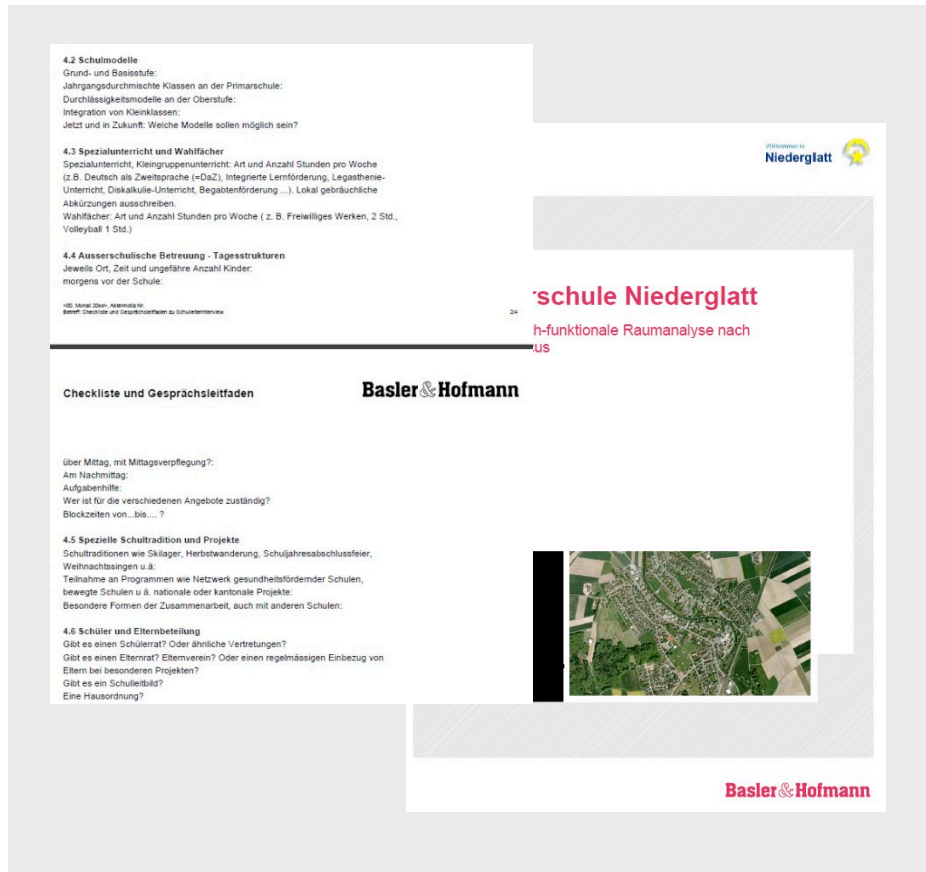 4.2 Schulmodelle
Grund- und Basisstufe:
Jahrgangsdurchmischte Klassen an der Primarschule:
Durchlässigkeitsmodelle an der Oberstufe:
Integration von Kleinklassen:
Jetzt und in Zukunft: Welche Modelle sollen möglich sein?
4.3 Spezialunterricht und Wahlfächer
Spezialunterricht, Kleingruppenunterricht: Art und Anzahl Stunden pro Woche
(z.B. Deutsch als Zweitsprache (=DaZ), Integrierte Lernförderung, Legasthenie-
Unterricht, Diskalkulie-Unterricht, Begabtenförderung ...). Lokal gebräuchliche
Abkürzungen ausschreiben.
Wahlfächer: Art und Anzahl Stunden pro Woche ( z. B. Freiwilliges Werken, 2 Std.,
Volleyball 1 Std.)
4.4 Ausserschulische Betreuung - Tagesstrukturen
Jeweils Ort, Zeit und ungefähre Anzahl Kinder:
morgens vor der Schule:
<00. Monat 20xx>, Aktennotiz Nr.
Betreff: Checkliste und Gesprächsleitfaden zu Schulleiterinterview
2/4
Checkliste und Gesprächsleitfaden
Basler&Hofmann
über Mittag, mit Mittagsverpflegung?:
Am Nachmittag:
Aufgabenhilfe:
Wer ist für die verschiedenen Angebote zuständig?
Blockzeiten von...bis.... ?
4.5 Spezielle Schultradition und Projekte
Schultraditionen wie Skilager, Herbstwanderung, Schuljahresabschlussfeier,
Weihnachtssingen u.ä:
Teilnahme an Programmen wie Netzwerk gesundheitsfördernder Schulen,
bewegte Schulen u ä. nationale oder kantonale Projekte:
Besondere Formen der Zusammenarbeit, auch mit anderen Schulen:
4.6 Schüler und Elternbeteilung
Gibt es einen Schülerrat? Oder ähnliche Vertretungen?
Gibt es einen Elternrat? Elternverein? Oder einen regelmässigen Einbezug von
Eltern bei besonderen Projekten?
Gibt es ein Schulleitbild?
Eine Hausordnung?
Willkommen in
Niederglatt
rschule Niederglatt
h-funktionale Raumanalyse nach
us
Basler&Hofmann